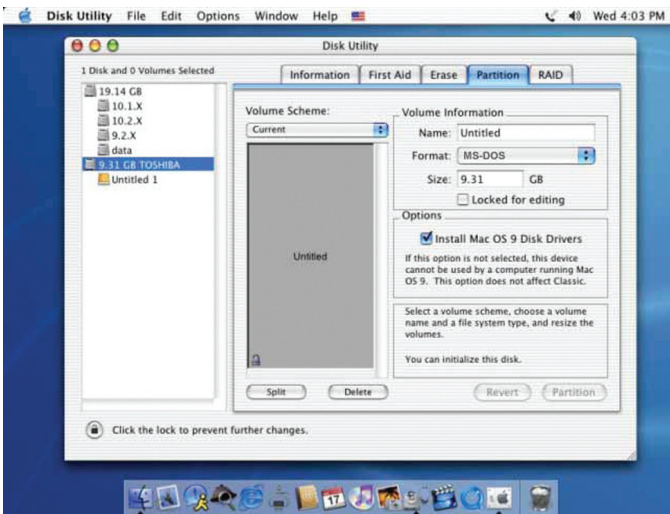 Disk Utility File Edit Options Window Help Wed 4:03 PM
Disk Utility
1 Disk and 0 Volumes Selected
Information First Aid Erase Partition RAID
19.14 GB
10.1.X
10.2.X
9.2.X
data
9.31 GB TOSHIBA
Untitled 1
Volume Scheme:
Current
Untitled
Split Delete
Volume Information
Name: Untitled
Format: MS-DOS
Size: 9.31 GB
Locked for editing
Options
Install Mac OS 9 Disk Drivers
If this option is not selected, this device
cannot be used by a computer running Mac
OS 9. This option does not affect Classic.
Select a volume scheme, choose a volume
name and a file system type, and resize the
volumes.
You can initialize this disk.
Revert Partition
Click the lock to prevent further changes.
17